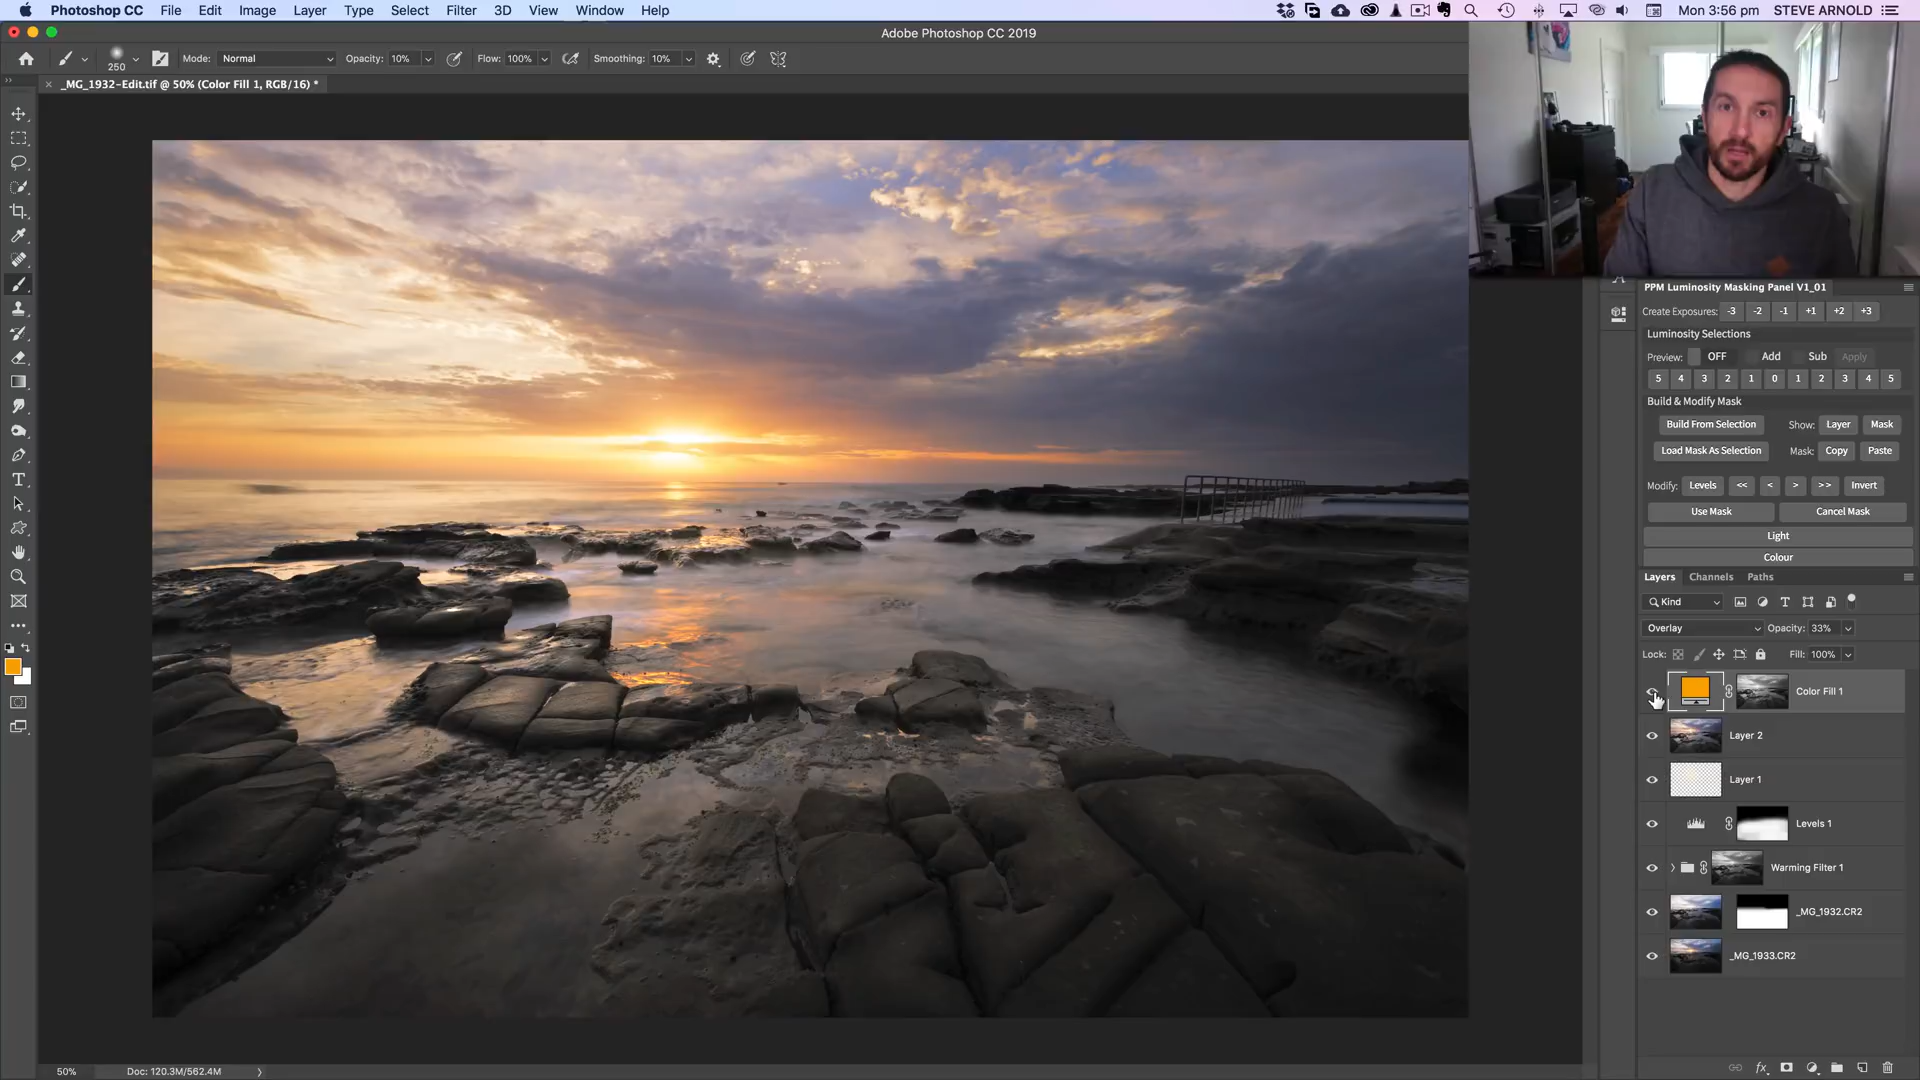 Photoshop CC File Edit Image Layer Type Select Filter 3D View Window Help Mon 3:56 pm STEVE ARNOLD
Adobe Photoshop CC 2019
250 Mode: Normal Opacity: 10% Flow: 100% Smoothing: 10%
_MG_1932-Edit.tif @ 50% (Color Fill 1, RGB/16) *
PPM Luminosity Masking Panel V1_01
Create Exposures: -3 -2 -1 +1 +2 +3
Luminosity Selections
Preview: OFF Add Sub Apply
5 4 3 2 1 0 1 2 3 4 5
Build & Modify Mask
Build From Selection Show: Layer Mask
Load Mask As Selection Mask: Copy Paste
Modify: Levels << < > >> Invert
Use Mask Cancel Mask
Light
Colour
Layers Channels Paths
Kind
Overlay Opacity: 33%
Lock: Fill: 100%
Color Fill 1
Layer 2
Layer 1
Levels 1
Warming Filter 1
_MG_1932.CR2
_MG_1933.CR2
50% Doc: 120.3M/562.4M